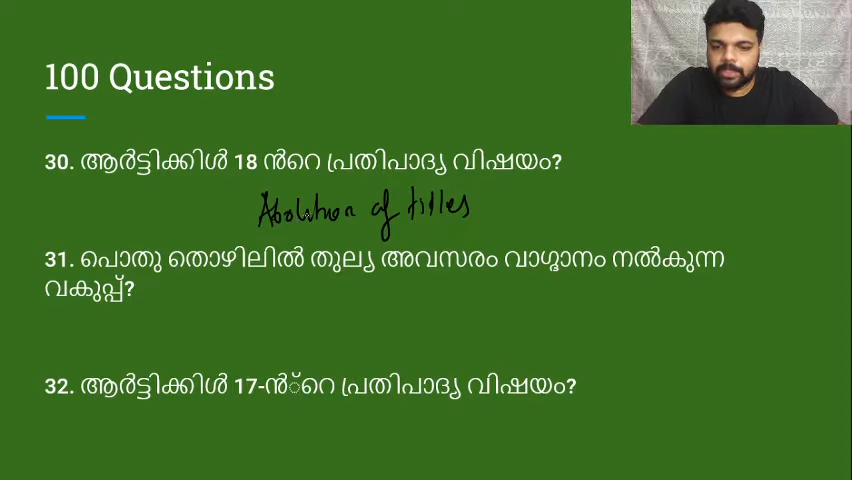 100 Questions
30. ആർട്ടിക്കിൾ 18 ൻറെ പ്രതിപാദ്യ വിഷയം?
Abolition of titles
31. പൊതു തൊഴിലിൽ തുല്യ അവസരം വാഗ്ദാനം നൽകുന്ന
വകുപ്പ്?
32. ആർട്ടിക്കിൾ 17-ൻ്റെ പ്രതിപാദ്യ വിഷയം?